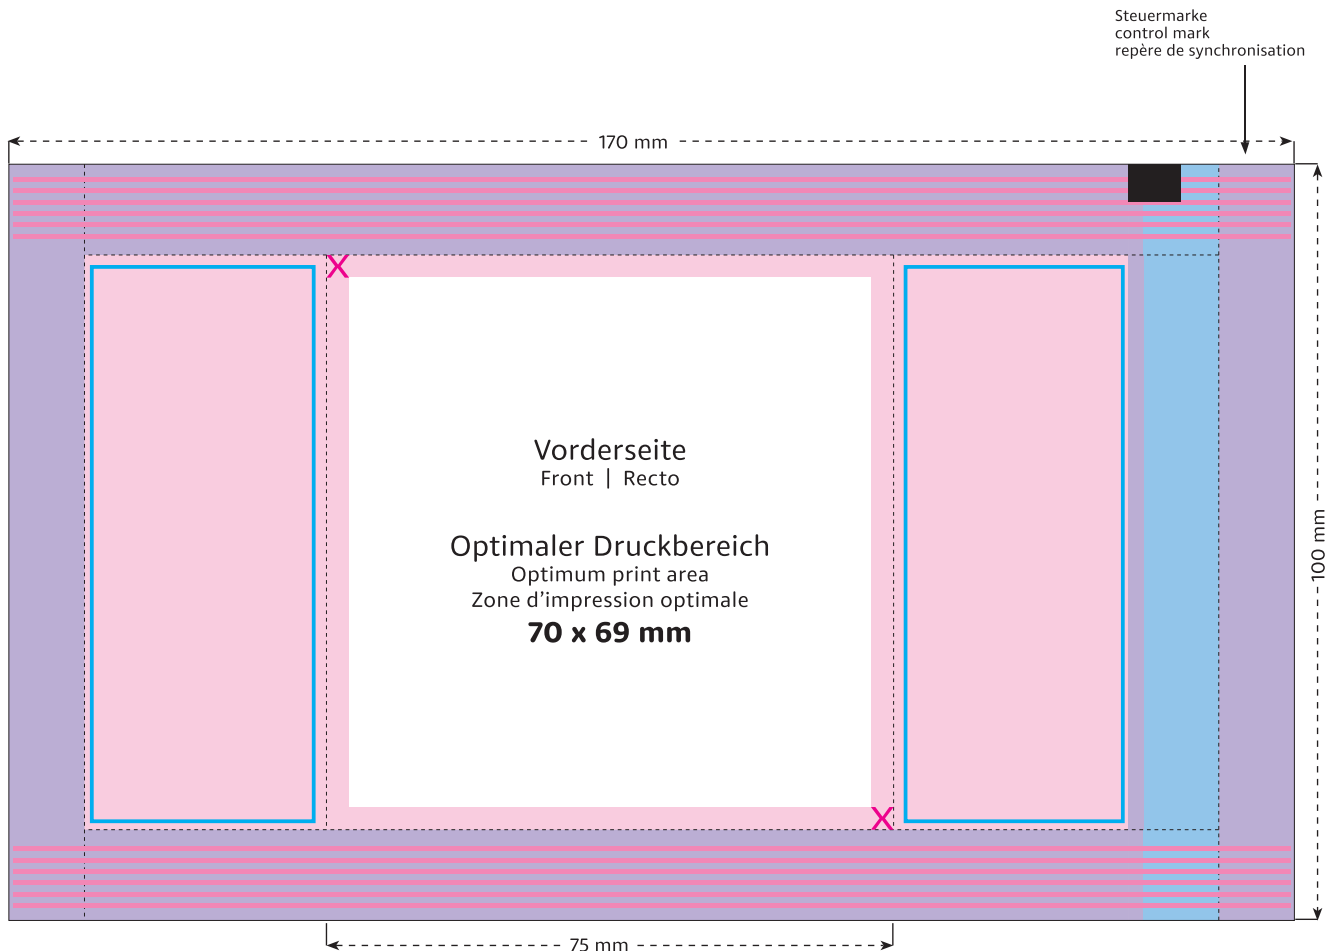 Steuermarke
control mark
repère de synchronisation
170 mm
X
Vorderseite
Front | Recto
Optimaler Druckbereich
Optimum print area
Zone d’impression optimale
70 x 69 mm
100 mm
X
75 mm